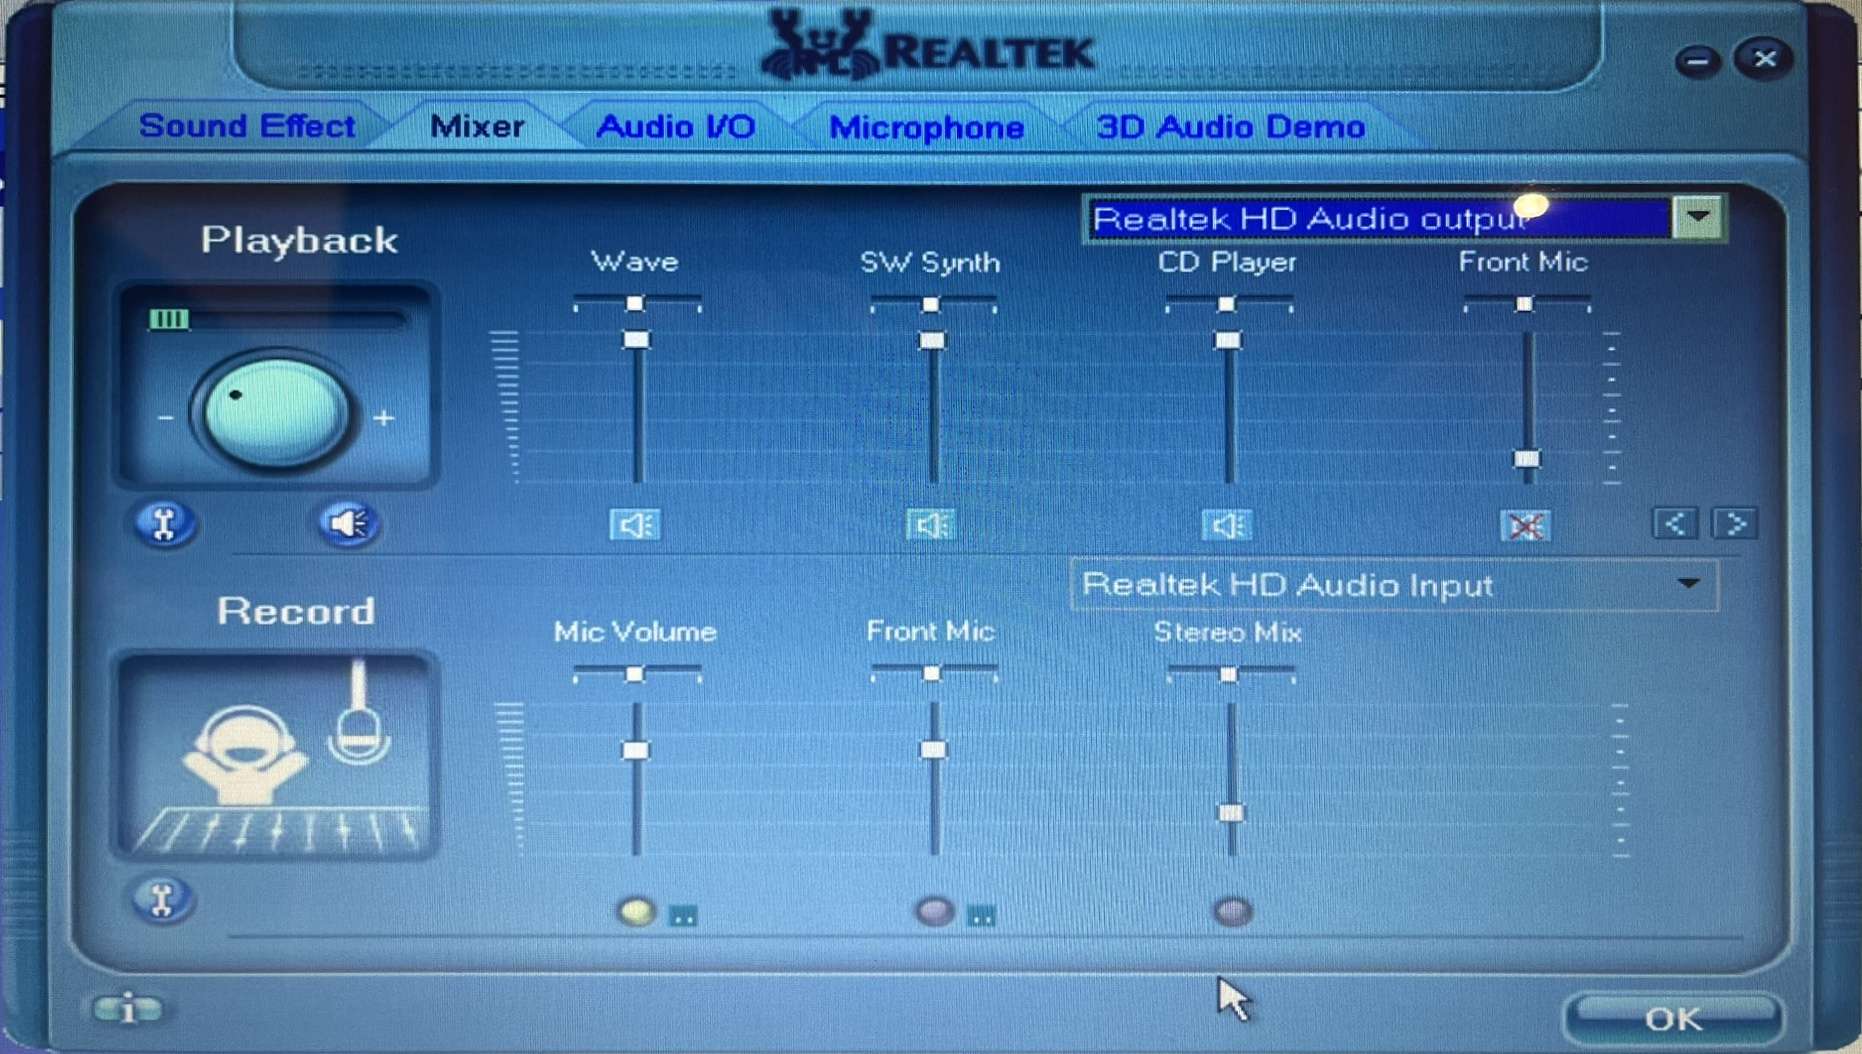 REALTEK
Sound Effect
Mixer
Audio I/O
Microphone
3D Audio Demo
Realtek HD Audio output
Playback
Wave
SW Synth
CD Player
Front Mic
- +
< >
Realtek HD Audio Input
Record
Mic Volume
Front Mic
Stereo Mix
i
OK